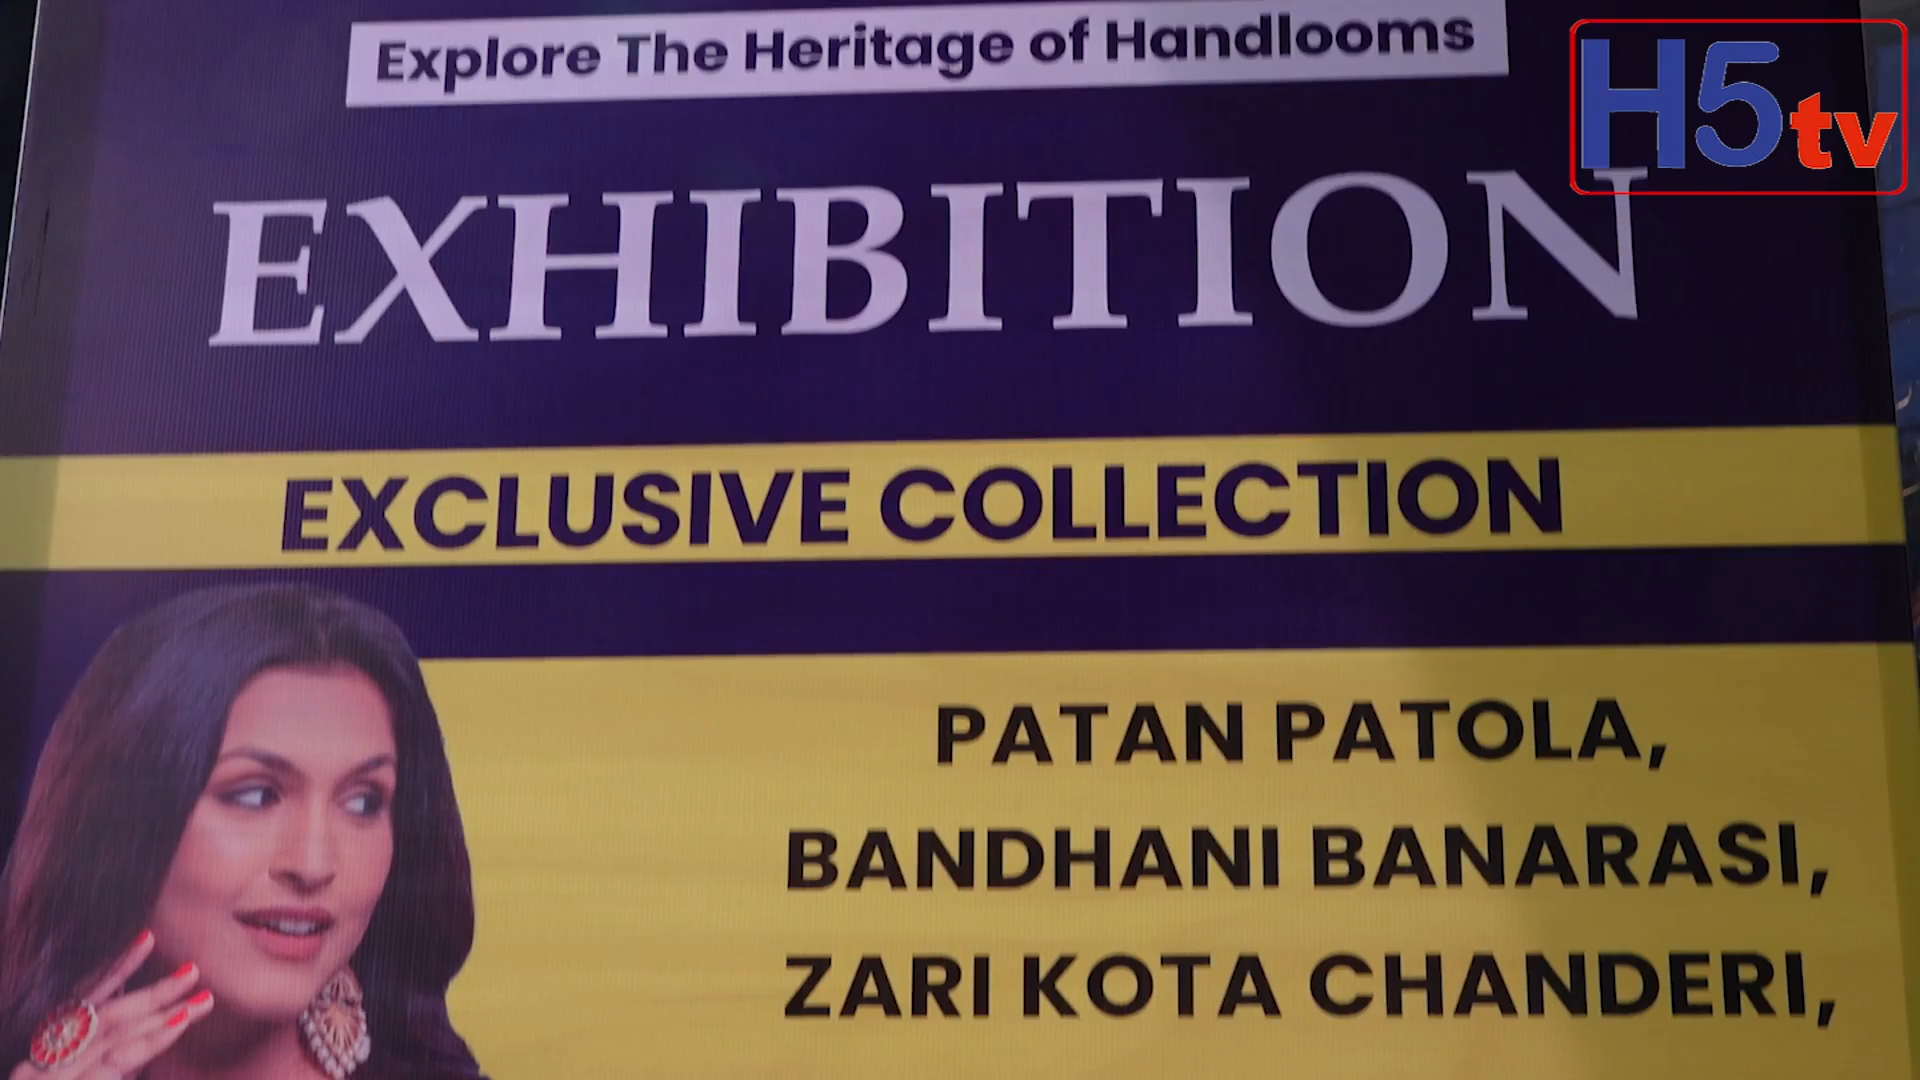 Explore The Heritage of Handlooms
H5tv
EXHIBITION
EXCLUSIVE COLLECTION
PATAN PATOLA,
BANDHANI BANARASI,
ZARI KOTA CHANDERI,